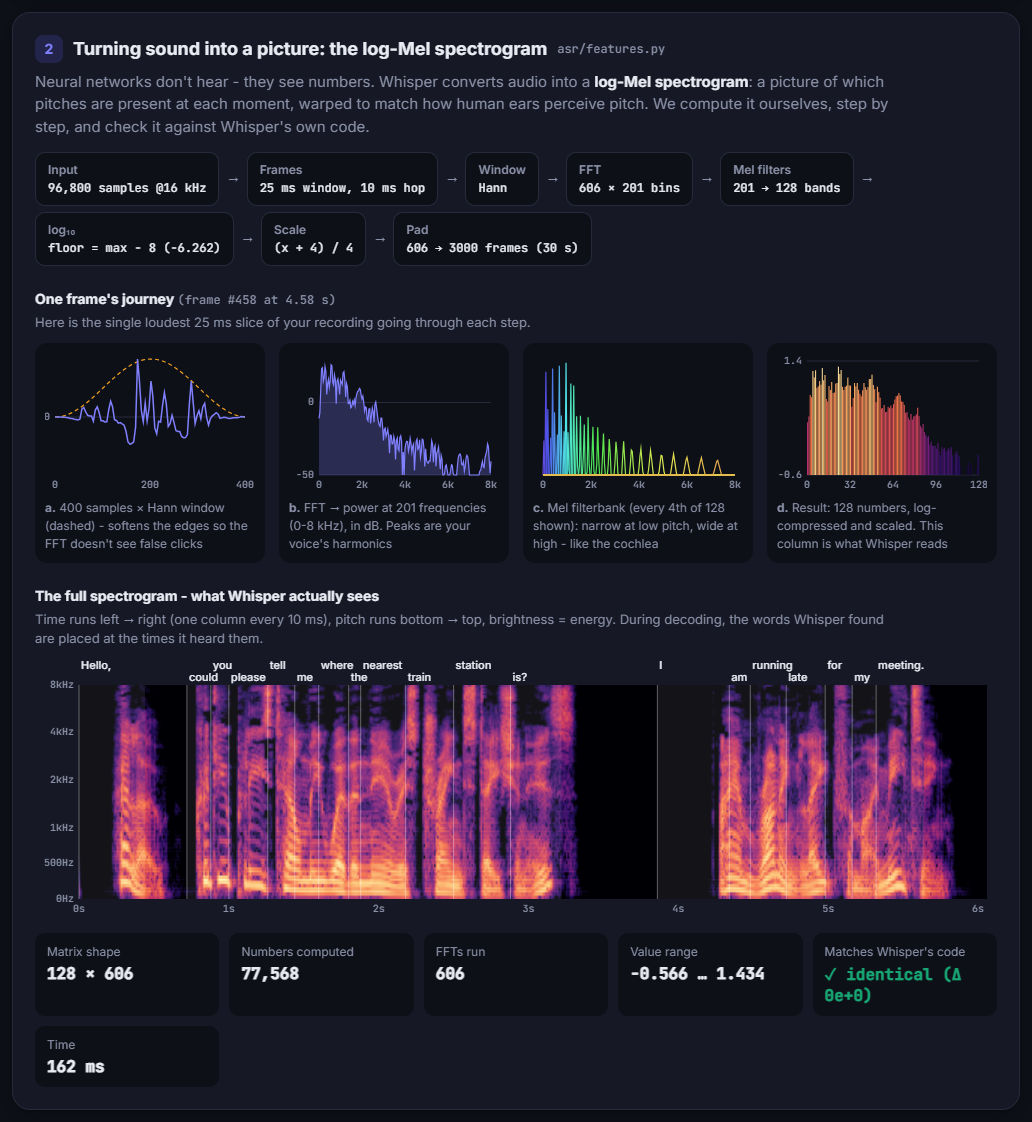 2 Turning sound into a picture: the log-Mel spectrogram asr/features.py
Neural networks don't hear - they see numbers. Whisper converts audio into a log-Mel spectrogram: a picture of which
pitches are present at each moment, warped to match how human ears perceive pitch. We compute it ourselves, step by
step, and check it against Whisper's own code.
Input
96,800 samples @16 kHz
→
Frames
25 ms window, 10 ms hop
→
Window
Hann
→
FFT
606 × 201 bins
→
Mel filters
201 → 128 bands
→
log₁₀
floor = max - 8 (-6.262)
→
Scale
(x + 4) / 4
→
Pad
606 → 3000 frames (30 s)
One frame's journey (frame #458 at 4.58 s)
Here is the single loudest 25 ms slice of your recording going through each step.
0
0 200 400
a. 400 samples × Hann window
(dashed) - softens the edges so the
FFT doesn't see false clicks
0
-50
0 2k 4k 6k 8k
b. FFT → power at 201 frequencies
(0-8 kHz), in dB. Peaks are your
voice's harmonics
0 2k 4k 6k 8k
c. Mel filterbank (every 4th of 128
shown): narrow at low pitch, wide at
high - like the cochlea
1.4
-0.6
0 32 64 96 128
d. Result: 128 numbers, log-
compressed and scaled. This
column is what Whisper reads
The full spectrogram - what Whisper actually sees
Time runs left → right (one column every 10 ms), pitch runs bottom → top, brightness = energy. During decoding, the words Whisper found
are placed at the times it heard them.
Hello, you tell where nearest station I running for meeting.
could please me the train is? am late my
8kHz
4kHz
2kHz
1kHz
500Hz
0Hz
0s 1s 2s 3s 4s 5s 6s
Matrix shape
128 × 606
Numbers computed
77,568
FFTs run
606
Value range
-0.566 … 1.434
Matches Whisper's code
✓ identical (Δ
0e+0)
Time
162 ms